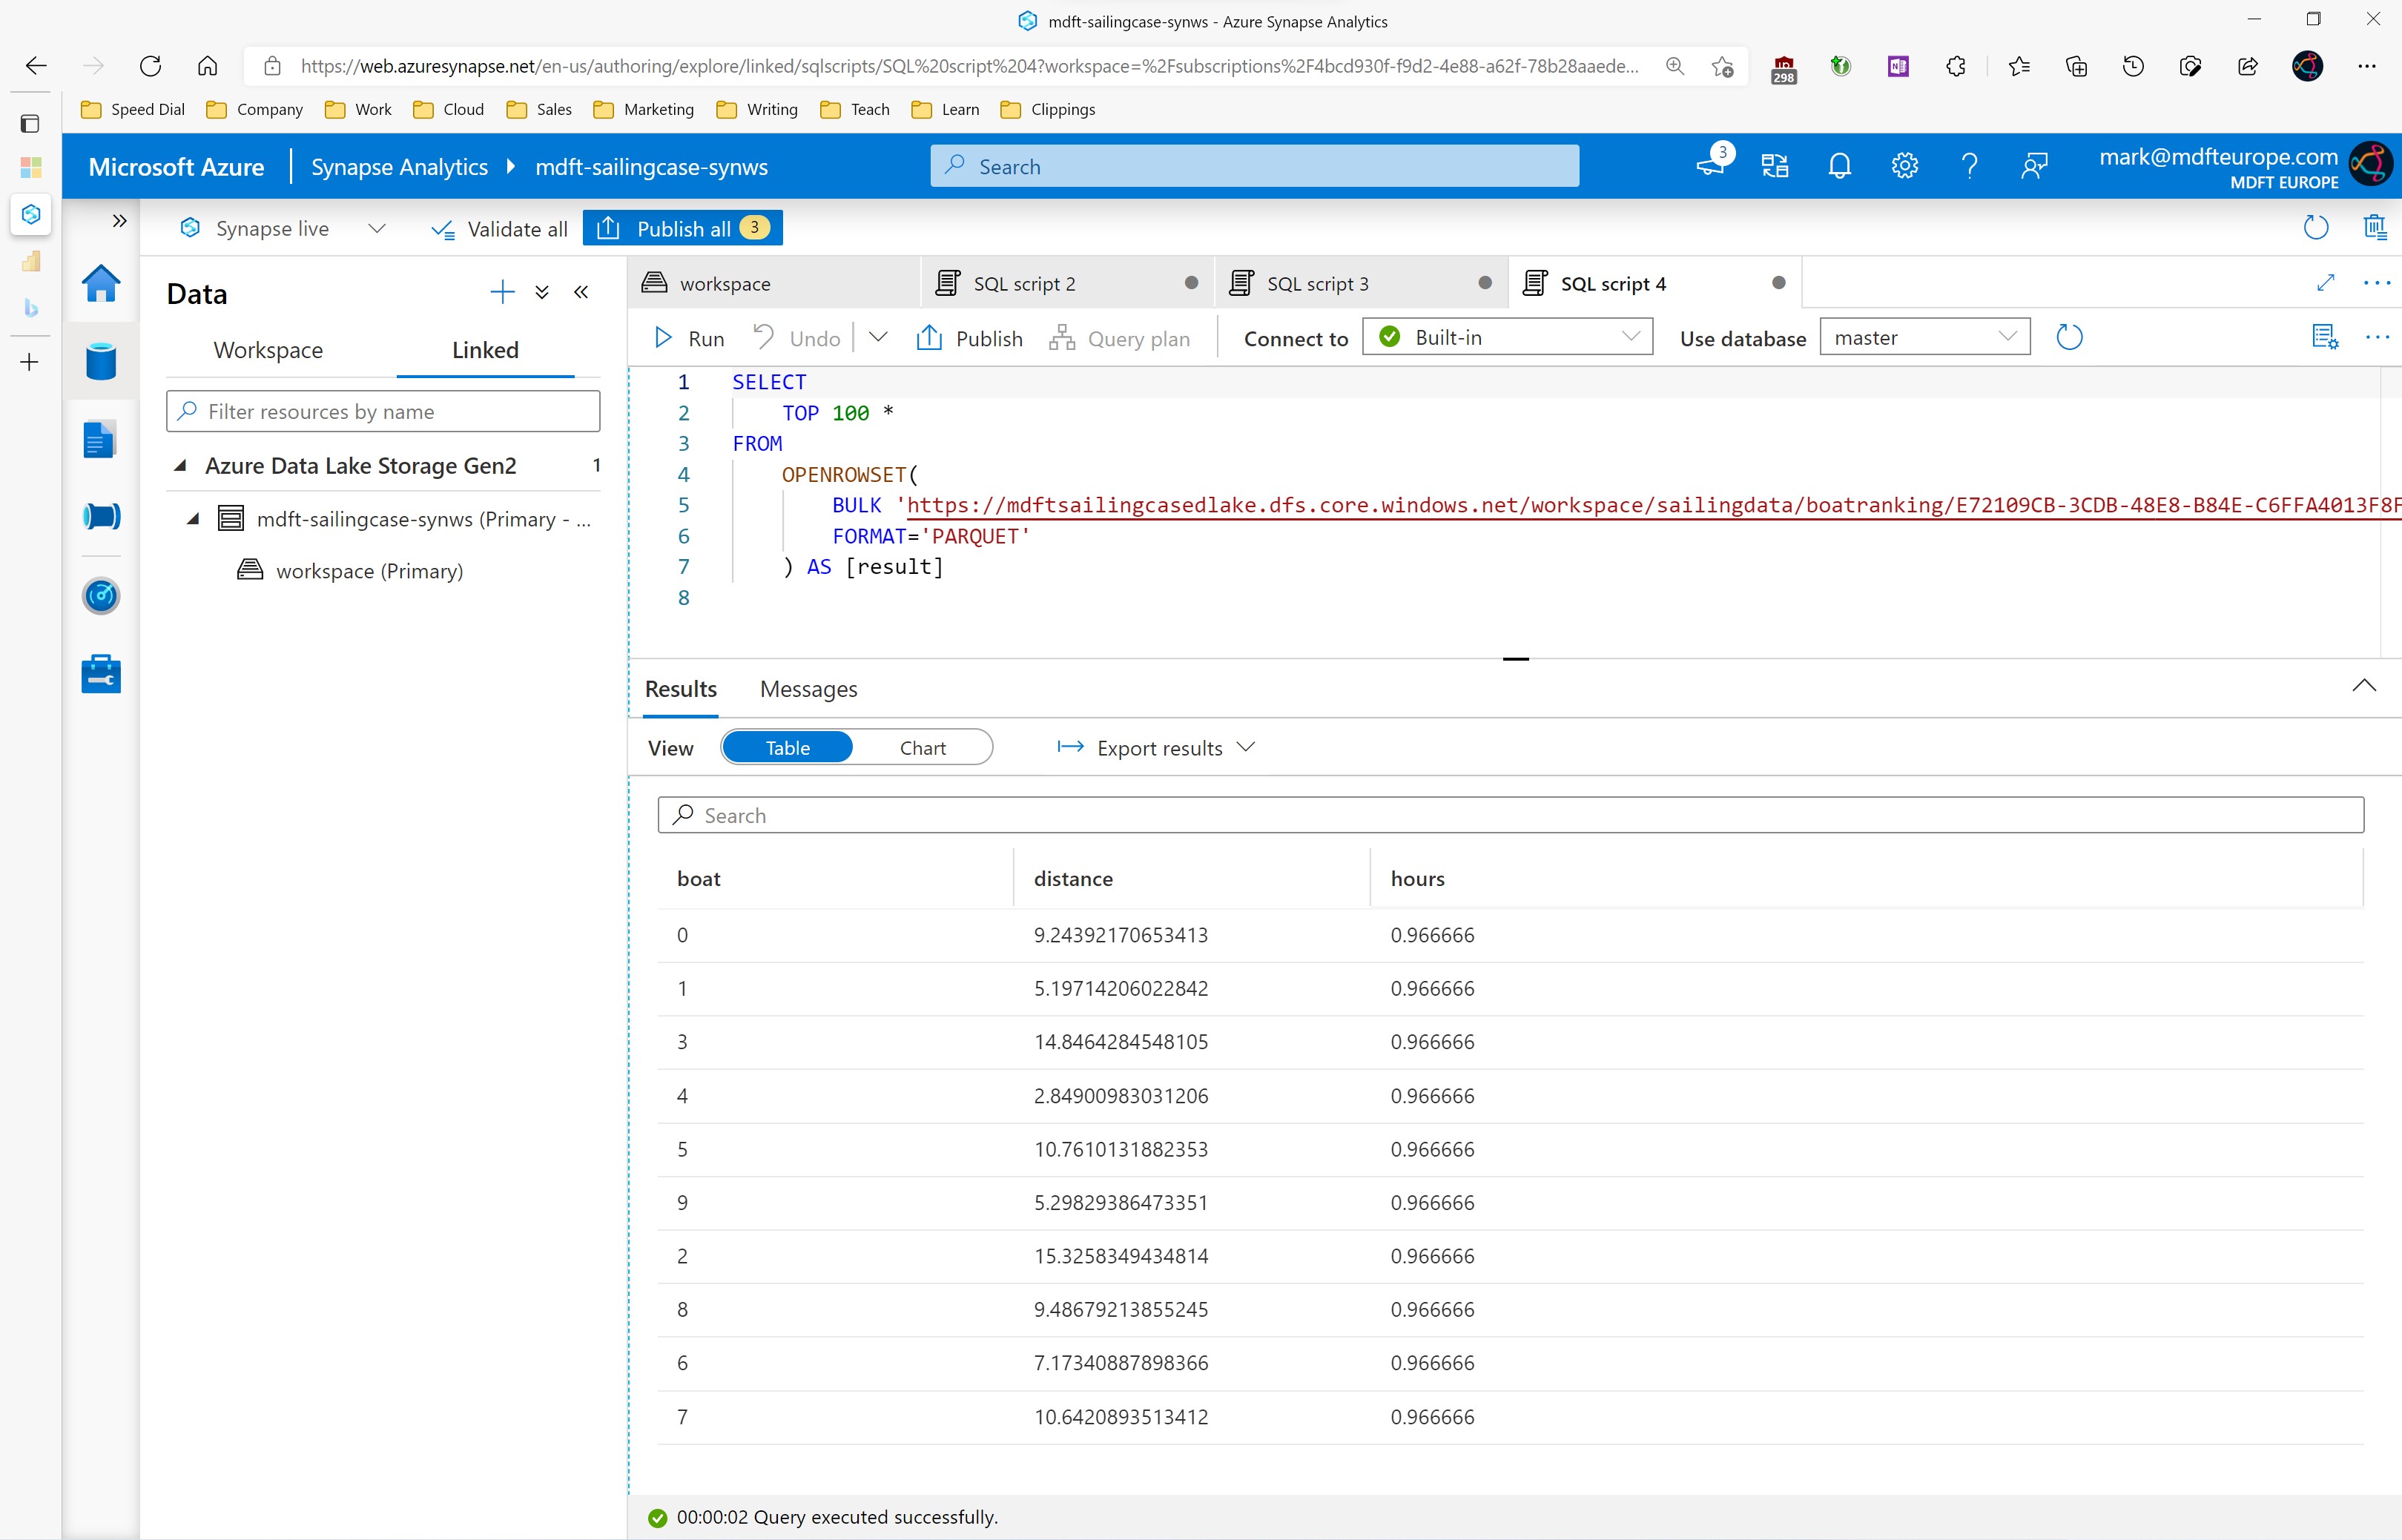 mdft-sailingcase-synws - Azure Synapse Analytics
https://web.azuresynapse.net/en-us/authoring/explore/linked/sqlscripts/SQL%20script%204?workspace=%2Fsubscriptions%2F4bcd930f-f9d2-4e88-a62f-78b28aaede...
298
Speed Dial Company Work Cloud Sales Marketing Writing Teach Learn Clippings
Microsoft Azure Synapse Analytics mdft-sailingcase-synws Search 3 mark@mdfteurope.com
MDFT EUROPE
Synapse live Validate all Publish all 3
Data
Workspace Linked
Filter resources by name
Azure Data Lake Storage Gen2 1
mdft-sailingcase-synws (Primary - ...
workspace (Primary)
workspace SQL script 2 SQL script 3 SQL script 4
Run Undo Publish Query plan Connect to Built-in Use database master
1 SELECT
2 TOP 100 *
3 FROM
4 OPENROWSET(
5 BULK 'https://mdftsailingcasedlake.dfs.core.windows.net/workspace/sailingdata/boatranking/E72109CB-3CDB-48E8-B84E-C6FFA4013F8F
6 FORMAT='PARQUET'
7 ) AS [result]
8
Results Messages
View Table Chart Export results
Search
boat distance hours
0 9.24392170653413 0.966666
1 5.19714206022842 0.966666
3 14.8464284548105 0.966666
4 2.84900983031206 0.966666
5 10.7610131882353 0.966666
9 5.29829386473351 0.966666
2 15.3258349434814 0.966666
8 9.48679213855245 0.966666
6 7.17340887898366 0.966666
7 10.6420893513412 0.966666
00:00:02 Query executed successfully.